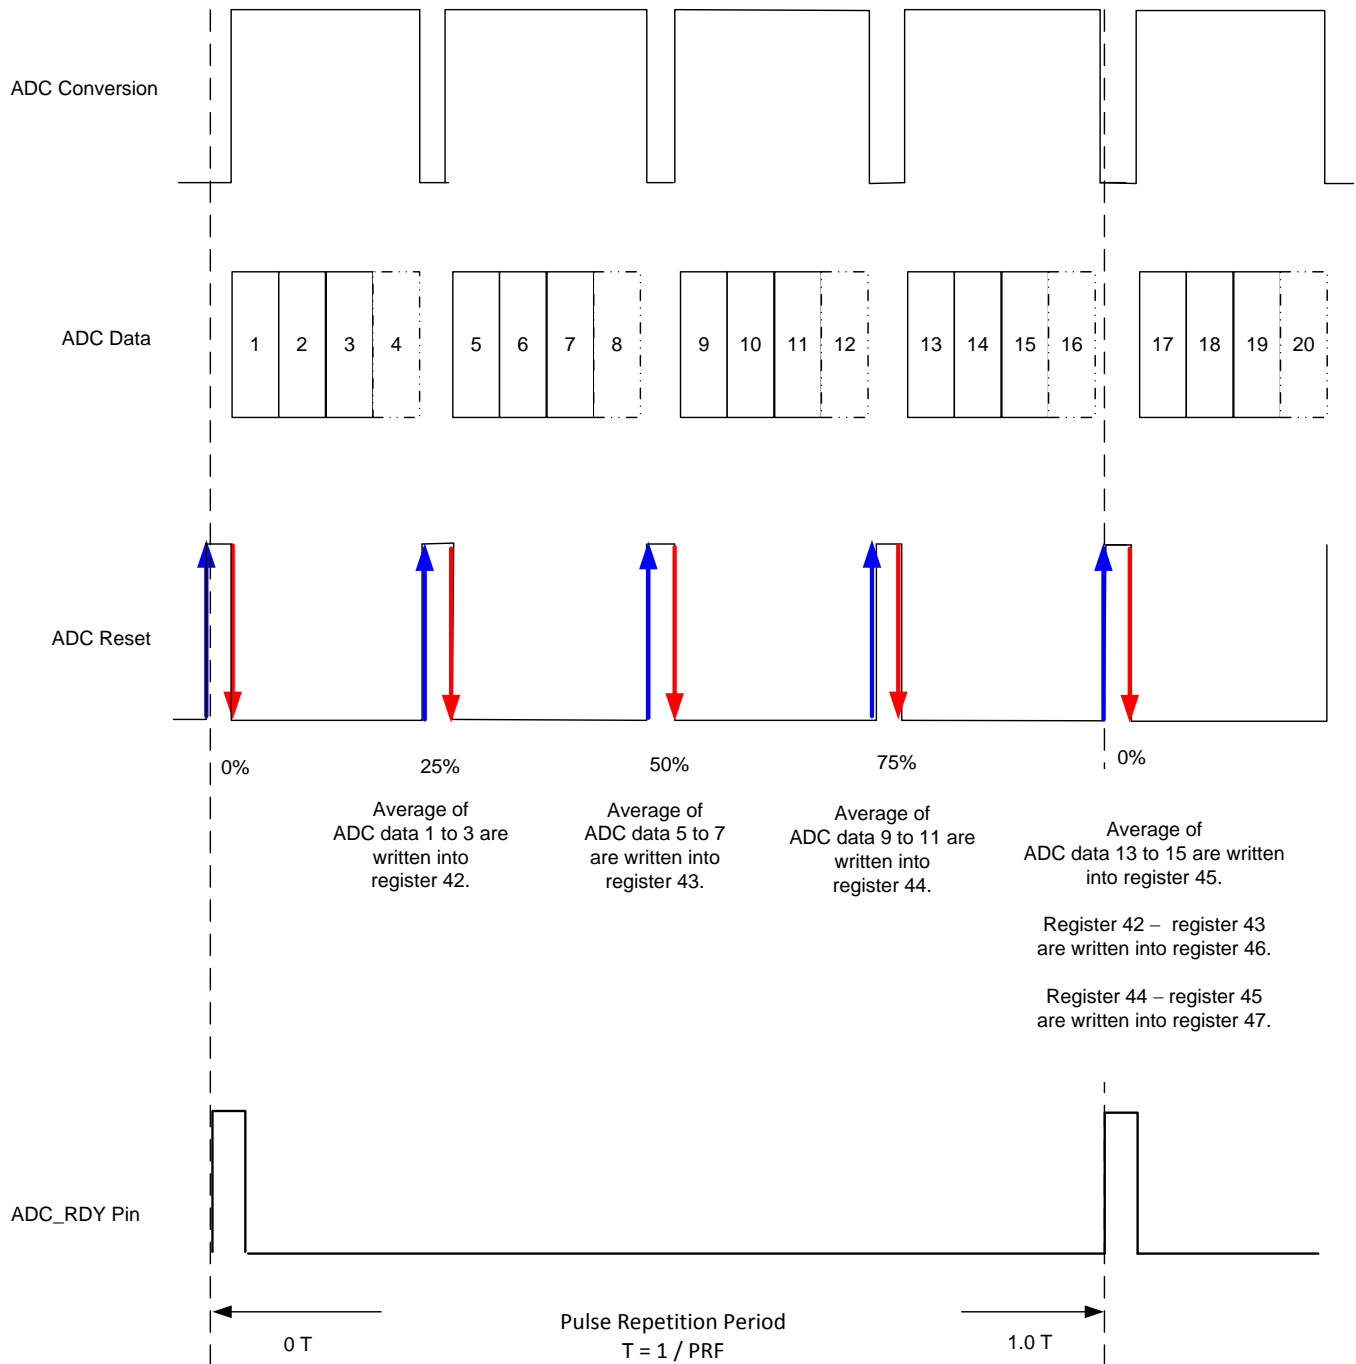 ADC Conversion
ADC Data
1 2 3 4 5 6 7 8 9 10 11 12 13 14 15 16 17 18 19 20
ADC Reset
0% 25% 50% 75% 0%
Average of
ADC data 1 to 3 are
written into
register 42.
Average of
ADC data 5 to 7
are written into
register 43.
Average of
ADC data 9 to 11 are
written into
register 44.
Average of
ADC data 13 to 15 are written
into register 45.
Register 42 – register 43
are written into register 46.
Register 44 – register 45
are written into register 47.
ADC_RDY Pin
0 T
Pulse Repetition Period
T = 1 / PRF
1.0 T